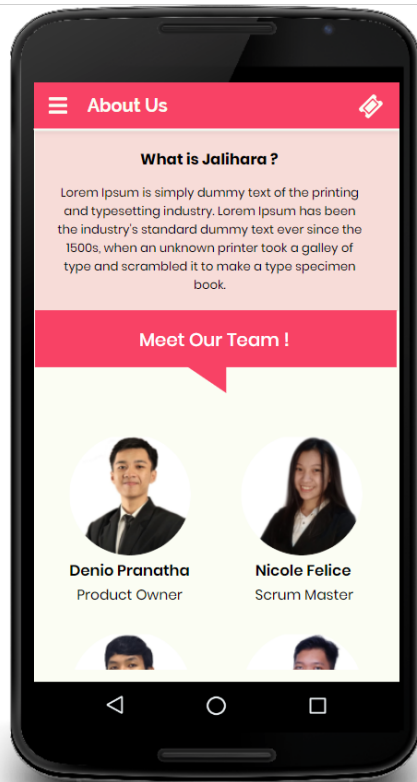 About Us
What is Jalihara ?
Lorem Ipsum is simply dummy text of the printing
and typesetting industry. Lorem Ipsum has been
the industry's standard dummy text ever since the
1500s, when an unknown printer took a galley of
type and scrambled it to make a type specimen
book.
Meet Our Team !
Denio Pranatha
Nicole Felice
Product Owner
Scrum Master